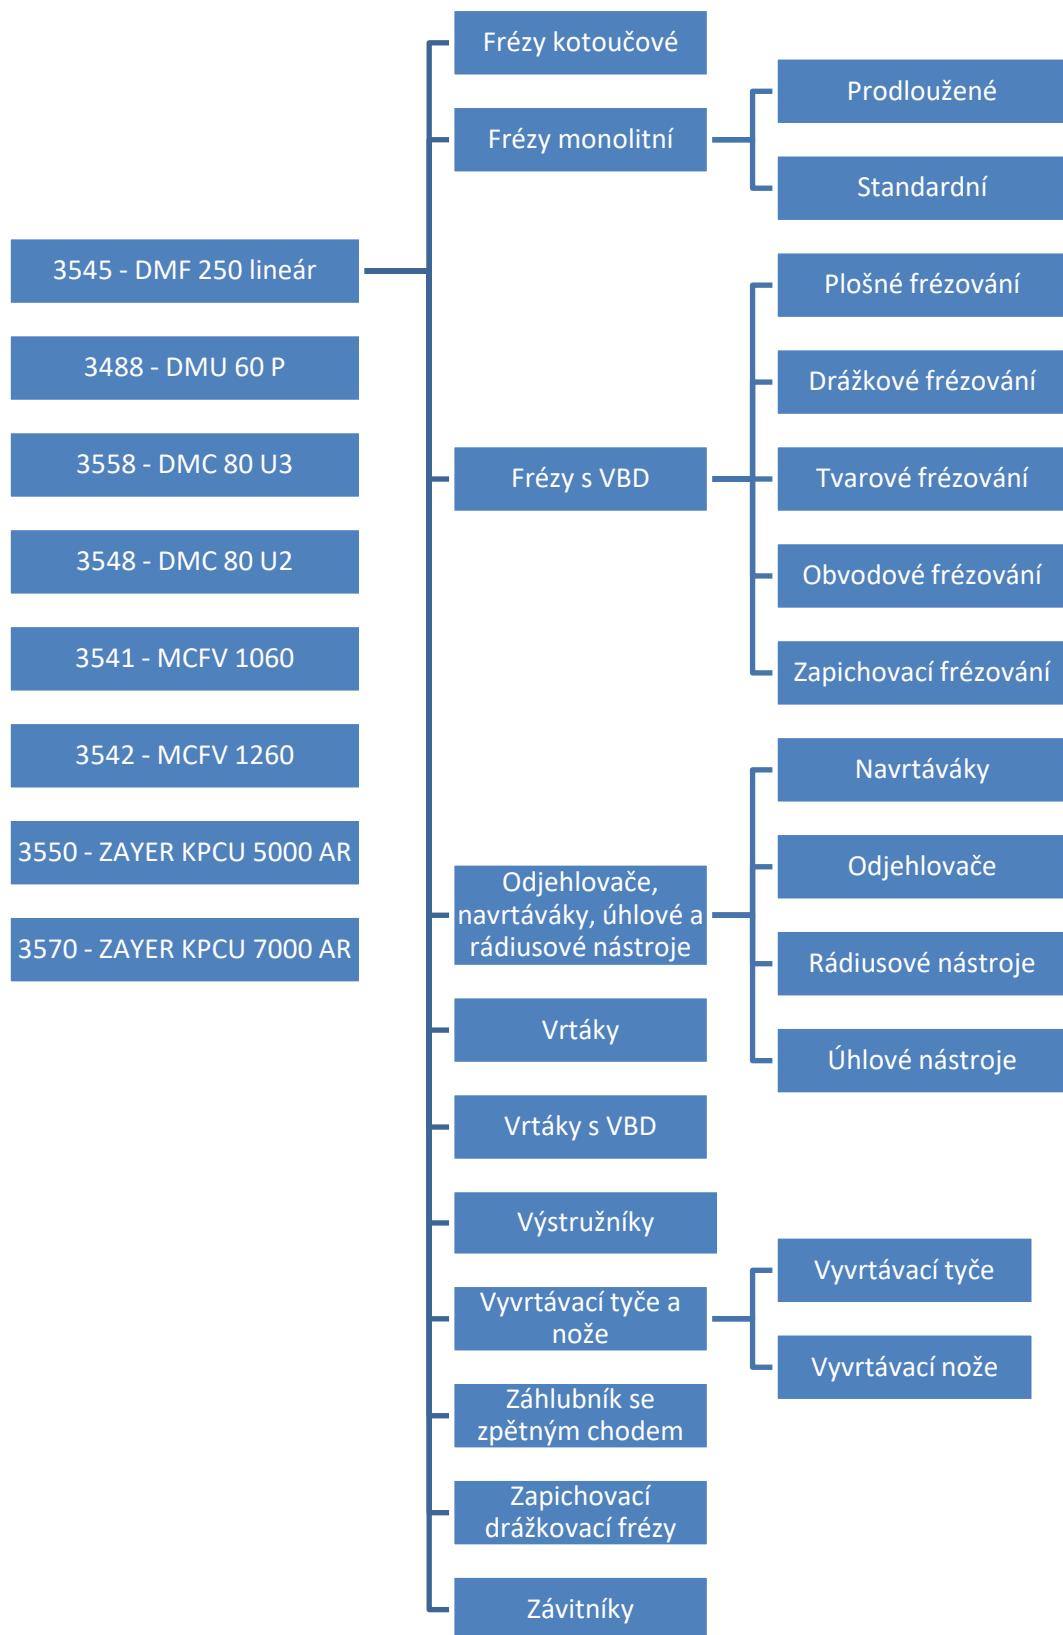 3545 - DMF 250 lineár
3488 - DMU 60 P
3558 - DMC 80 U3
3548 - DMC 80 U2
3541 - MCFV 1060
3542 - MCFV 1260
3550 - ZAYER KPCU 5000 AR
3570 - ZAYER KPCU 7000 AR
Frézy kotoučové
Frézy monolitní
Frézy s VBD
Odjehlovače,
navrtáváky, úhlové a
rádiusové nástroje
Vrtáky
Vrtáky s VBD
Výstružníky
Vyvrtávací tyče a
nože
Záhlubník se
zpětným chodem
Zapichovací
drážkovací frézy
Závitníky
Prodloužené
Standardní
Plošné frézování
Drážkové frézování
Tvarové frézování
Obvodové frézování
Zapichovací frézování
Navrtáváky
Odjehlovače
Rádiusové nástroje
Úhlové nástroje
Vyvrtávací tyče
Vyvrtávací nože